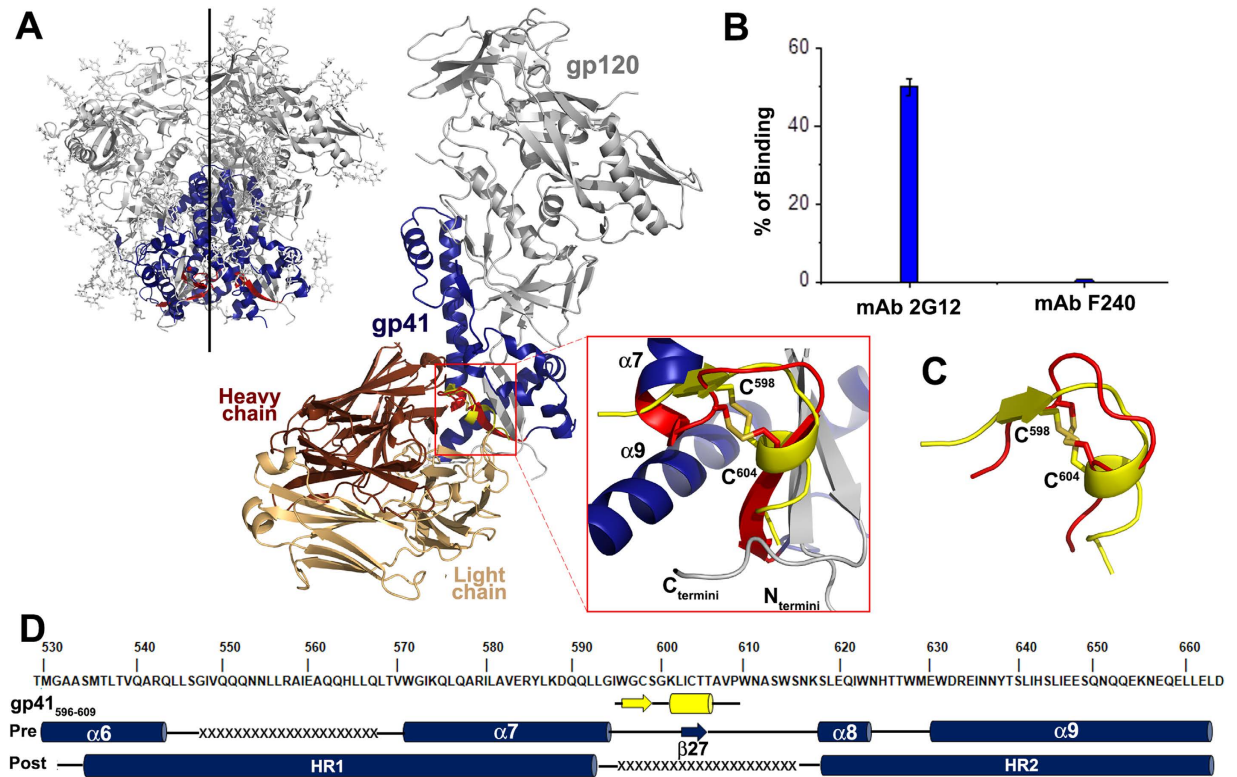 A
gp120
gp41
Heavy
chain
Light
chain
α7
α9
C598
C604
Ctermini
Ntermini
B
% of Binding
60
40
20
0
mAb 2G12
mAb F240
C
C598
C604
D
530 540 550 560 570 580 590 600 610 620 630 640 650 660
TMGAASMTLTVQARQLLSGIVQQQNNLLRAIEAQQHLLQLTVWGIKQLQARILAVERYLKDQQLLGIWGCSGKLICTTAVPWNASWSNKSLEQIWNHTTWMEWDREINNYTSLIHSLIEESQNQQEKNEQELLELD
gp41596-609
Pre α6 XXXXXXXXXXXXXXXXXXXXX α7 β27 α8 α9
Post HR1 XXXXXXXXXXXXXXXXXXXXX HR2